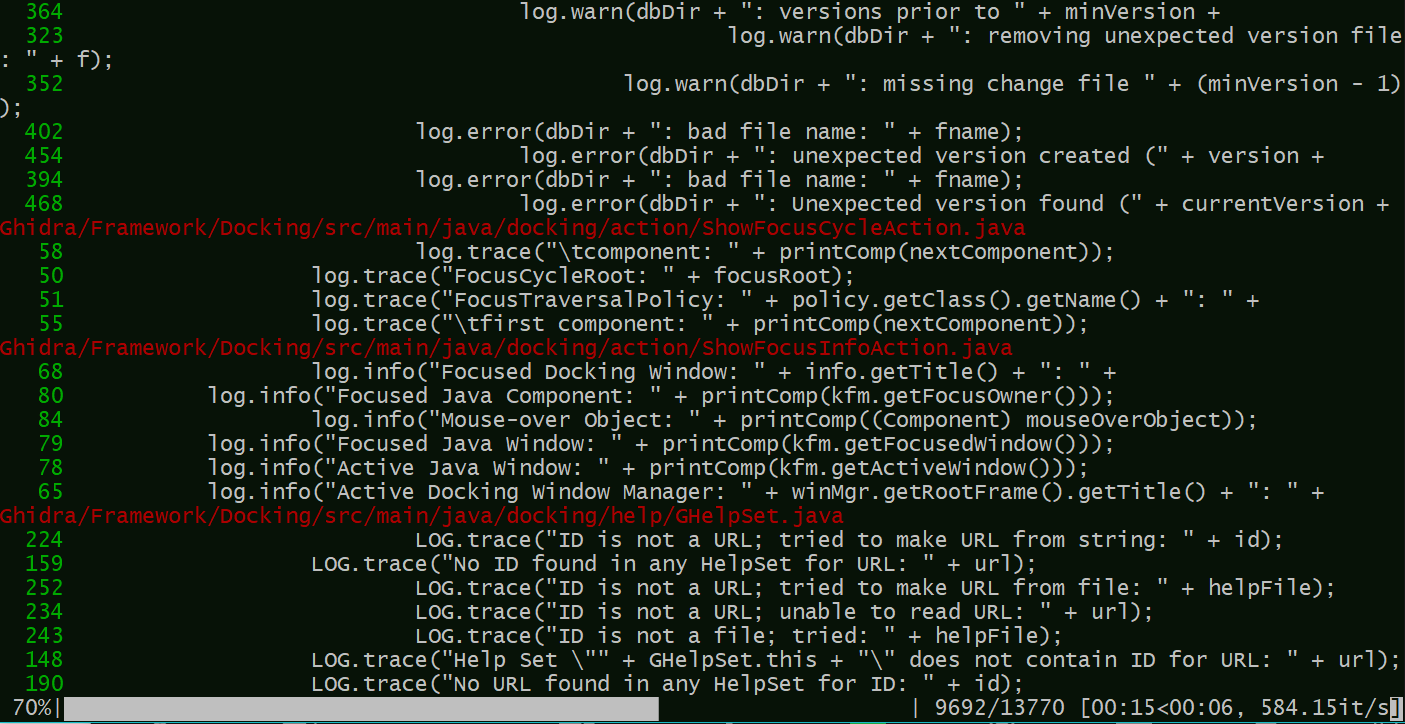 364 log.warn(dbDir + ": versions prior to " + minVersion +
323 log.warn(dbDir + ": removing unexpected version file
: " + f);
352 log.warn(dbDir + ": missing change file " + (minVersion - 1)
);
402 log.error(dbDir + ": bad file name: " + fname);
454 log.error(dbDir + ": unexpected version created (" + version +
394 log.error(dbDir + ": bad file name: " + fname);
468 log.error(dbDir + ": Unexpected version found (" + currentVersion +
Ghidra/Framework/Docking/src/main/java/docking/action/ShowFocusCycleAction.java
58 log.trace("\tcomponent: " + printComp(nextComponent));
50 log.trace("FocusCycleRoot: " + focusRoot);
51 log.trace("FocusTraversalPolicy: " + policy.getClass().getName() + ": " +
55 log.trace("\tfirst component: " + printComp(nextComponent));
Ghidra/Framework/Docking/src/main/java/docking/action/ShowFocusInfoAction.java
68 log.info("Focused Docking Window: " + info.getTitle() + ": " +
80 log.info("Focused Java Component: " + printComp(kfm.getFocusOwner()));
84 log.info("Mouse-over Object: " + printComp((Component) mouseOverObject));
79 log.info("Focused Java Window: " + printComp(kfm.getFocusedWindow()));
78 log.info("Active Java Window: " + printComp(kfm.getActiveWindow()));
65 log.info("Active Docking Window Manager: " + winMgr.getRootFrame().getTitle() + ": " +
Ghidra/Framework/Docking/src/main/java/docking/help/GHelpSet.java
224 LOG.trace("ID is not a URL; tried to make URL from string: " + id);
159 LOG.trace("No ID found in any HelpSet for URL: " + url);
252 LOG.trace("ID is not a URL; tried to make URL from file: " + helpFile);
234 LOG.trace("ID is not a URL; unable to read URL: " + url);
243 LOG.trace("ID is not a file; tried: " + helpFile);
148 LOG.trace("Help Set \"" + GHelpSet.this + "\" does not contain ID for URL: " + url);
190 LOG.trace("No URL found in any HelpSet for ID: " + id);
70%| | 9692/13770 [00:15<00:06, 584.15it/s]